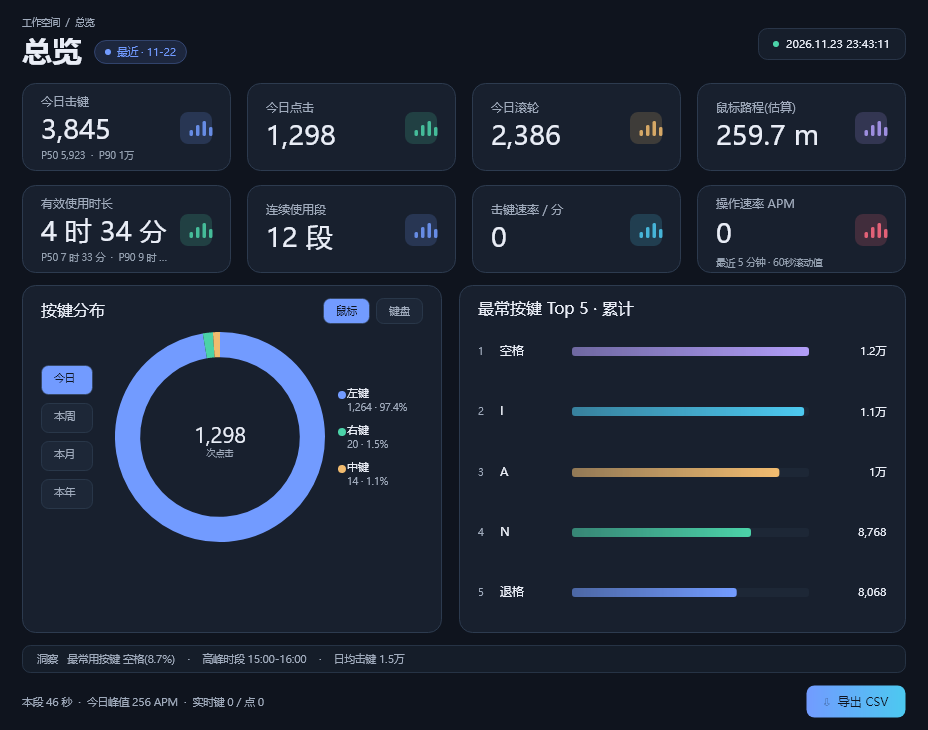 工作空间 / 总览
总览
最近 · 11-22
2026.11.23 23:43:11
今日击键
3,845
P50 5,923 · P90 1万
今日点击
1,298
今日滚轮
2,386
鼠标路程(估算)
259.7 m
有效使用时长
4 时 34 分
P50 7 时 33 分 · P90 9 时 ...
连续使用段
12 段
击键速率 / 分
0
操作速率 APM
0
最近 5 分钟 · 60秒滚动值
按键分布
鼠标
键盘
今日
本周
本月
本年
1,298
次点击
左键
1,264 · 97.4%
右键
20 · 1.5%
中键
14 · 1.1%
最常按键 Top 5 · 累计
1 空格 1.2万
2 I 1.1万
3 A 1万
4 N 8,768
5 退格 8,068
洞察 最常用按键 空格(8.7%) · 高峰时段 15:00-16:00 · 日均击键 1.5万
本段 46 秒 · 今日峰值 256 APM · 实时键 0 / 点 0
⇩ 导出 CSV